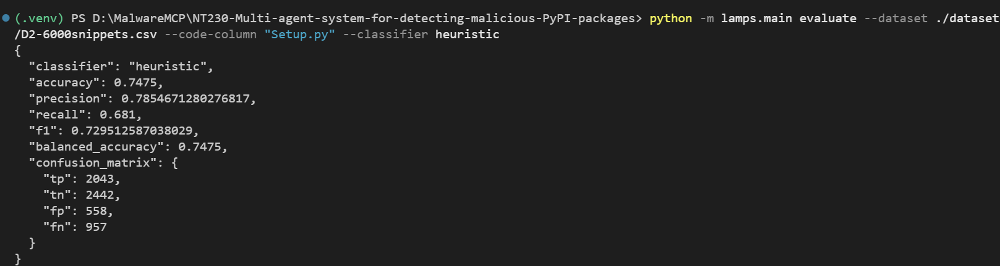 (.venv) PS D:\MalwareMCP\NT230-Multi-agent-system-for-detecting-malicious-PyPI-packages> python -m lamps.main evaluate --dataset ./dataset
/D2-6000snippets.csv --code-column "Setup.py" --classifier heuristic
{
  "classifier": "heuristic",
  "accuracy": 0.7475,
  "precision": 0.7854671280276817,
  "recall": 0.681,
  "f1": 0.729512587038029,
  "balanced_accuracy": 0.7475,
  "confusion_matrix": {
    "tp": 2043,
    "tn": 2442,
    "fp": 558,
    "fn": 957
  }
}